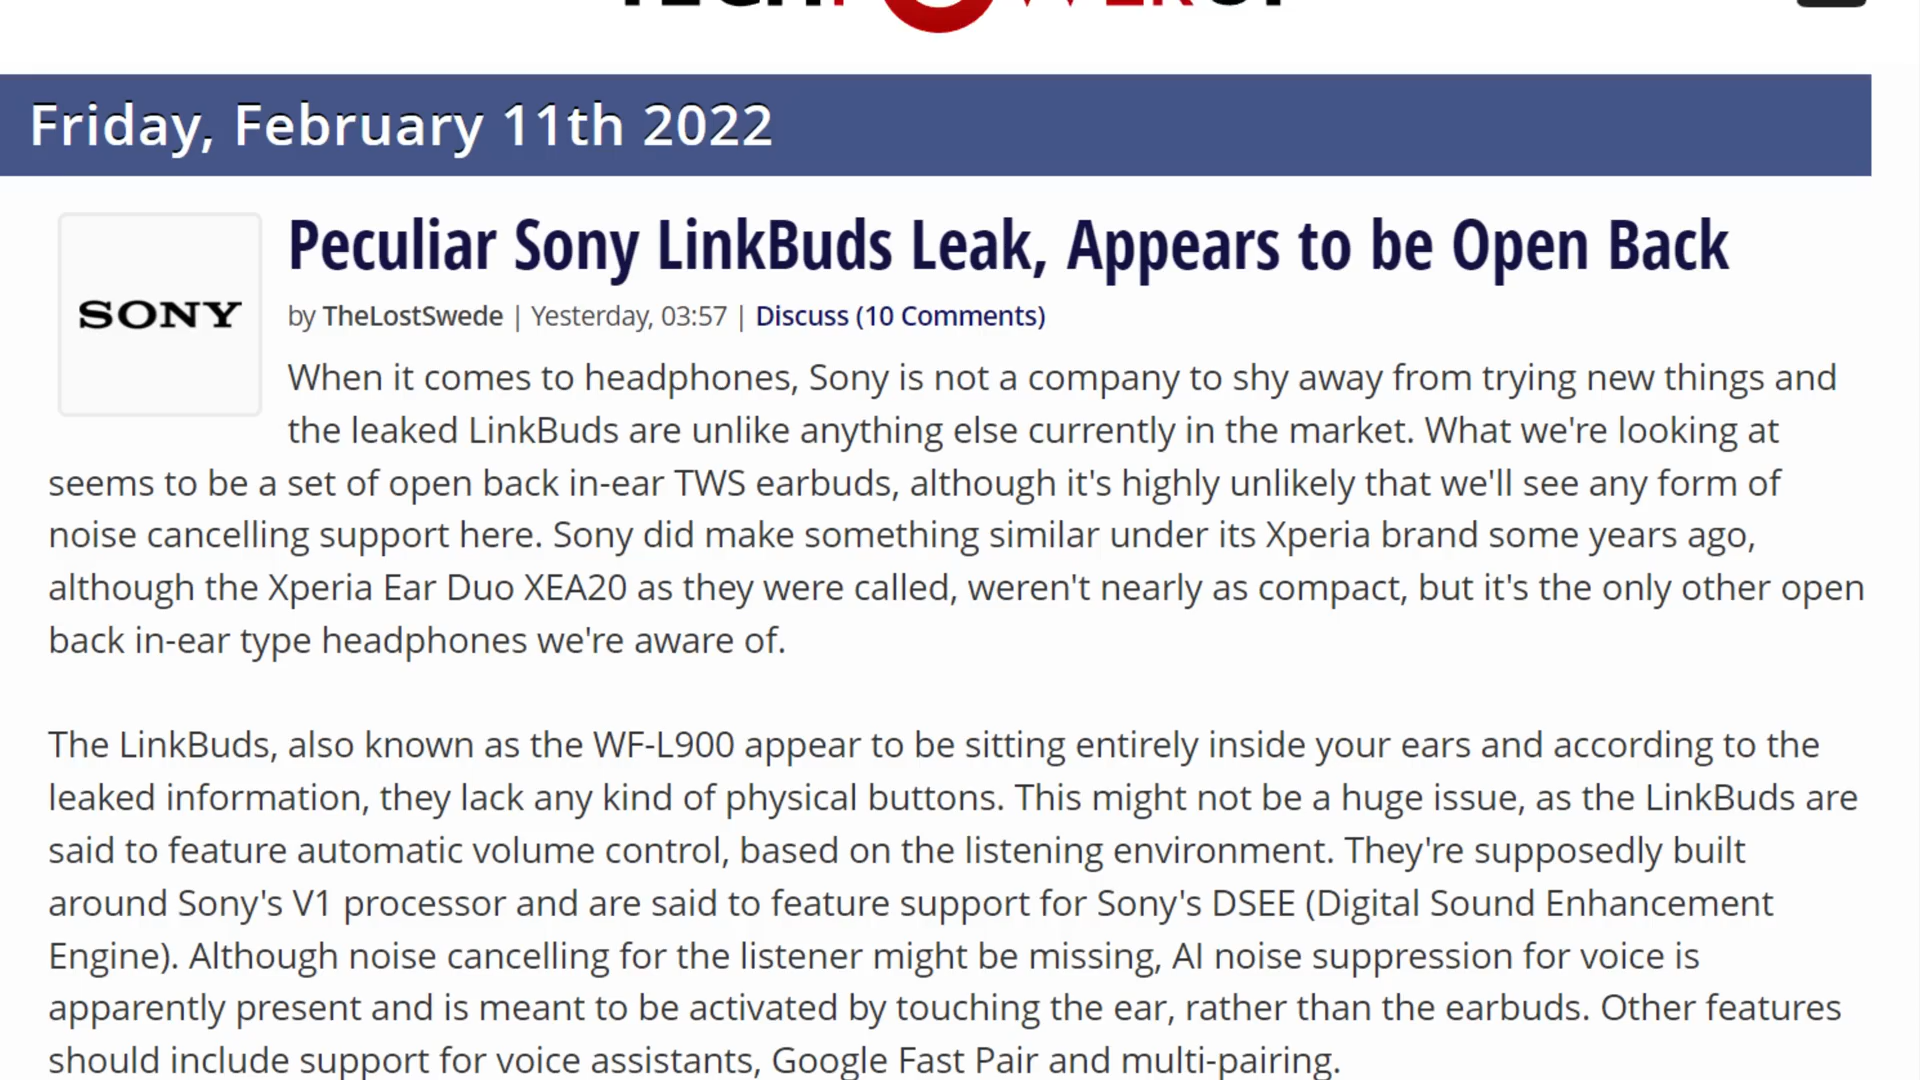 TECHPOWERUP
Friday, February 11th 2022
SONY
Peculiar Sony LinkBuds Leak, Appears to be Open Back
by TheLostSwede | Yesterday, 03:57 | Discuss (10 Comments)
When it comes to headphones, Sony is not a company to shy away from trying new things and
the leaked LinkBuds are unlike anything else currently in the market. What we're looking at
seems to be a set of open back in-ear TWS earbuds, although it's highly unlikely that we'll see any form of
noise cancelling support here. Sony did make something similar under its Xperia brand some years ago,
although the Xperia Ear Duo XEA20 as they were called, weren't nearly as compact, but it's the only other open
back in-ear type headphones we're aware of.
The LinkBuds, also known as the WF-L900 appear to be sitting entirely inside your ears and according to the
leaked information, they lack any kind of physical buttons. This might not be a huge issue, as the LinkBuds are
said to feature automatic volume control, based on the listening environment. They're supposedly built
around Sony's V1 processor and are said to feature support for Sony's DSEE (Digital Sound Enhancement
Engine). Although noise cancelling for the listener might be missing, AI noise suppression for voice is
apparently present and is meant to be activated by touching the ear, rather than the earbuds. Other features
should include support for voice assistants, Google Fast Pair and multi-pairing.